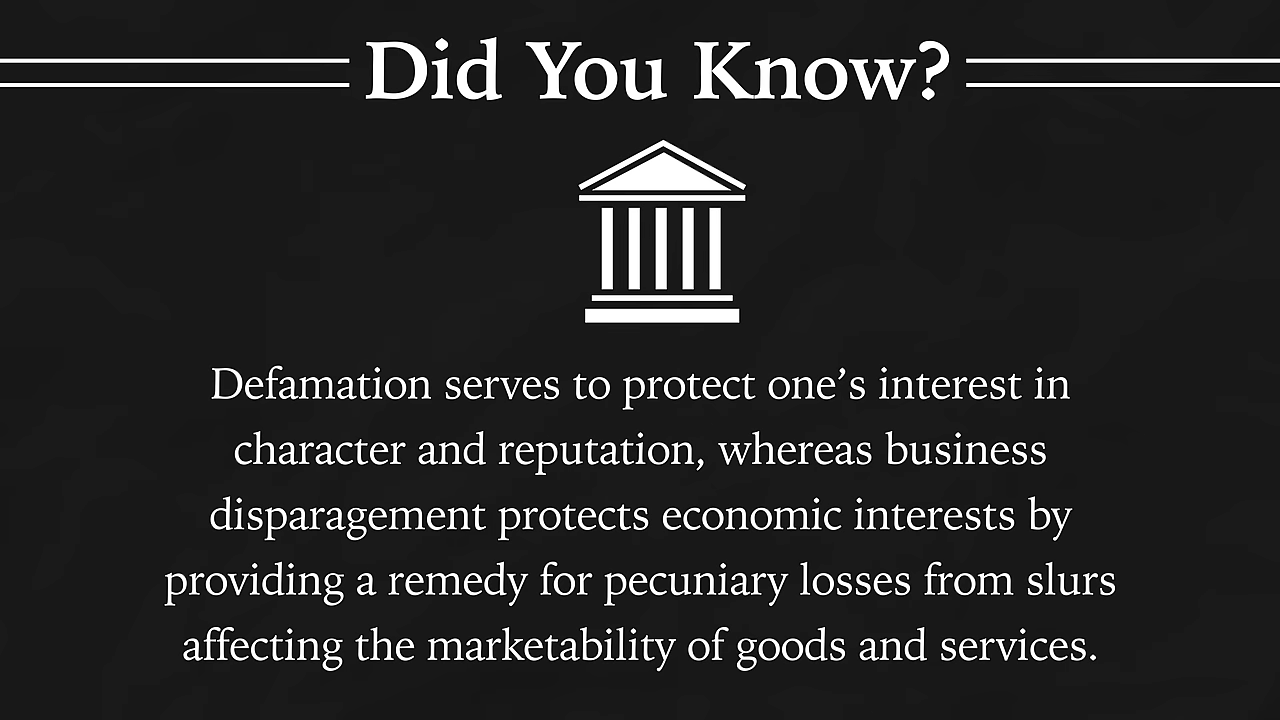 Did You Know?
Defamation serves to protect one’s interest in
character and reputation, whereas business
disparagement protects economic interests by
providing a remedy for pecuniary losses from slurs
affecting the marketability of goods and services.